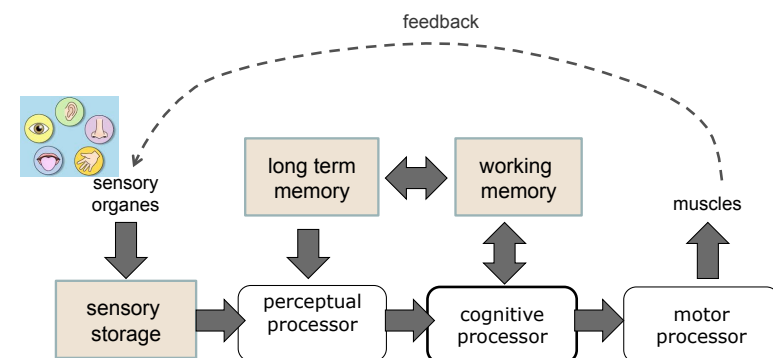 feedback
sensory
organes
long term
memory
working
memory
muscles
sensory
storage
perceptual
processor
cognitive
processor
motor
processor